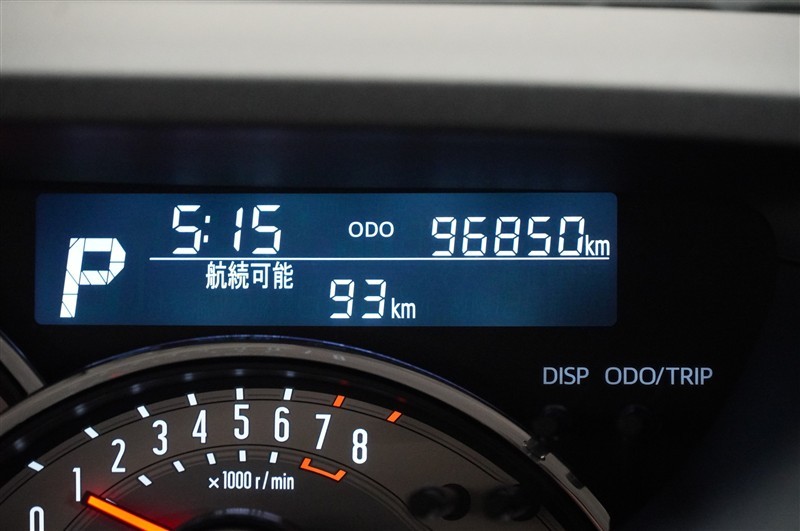 5:15 ODO 96850km
P
航続可能
93km
DISP ODO/TRIP
0 1 2 3 4 5 6 7 8
×1000 r/min